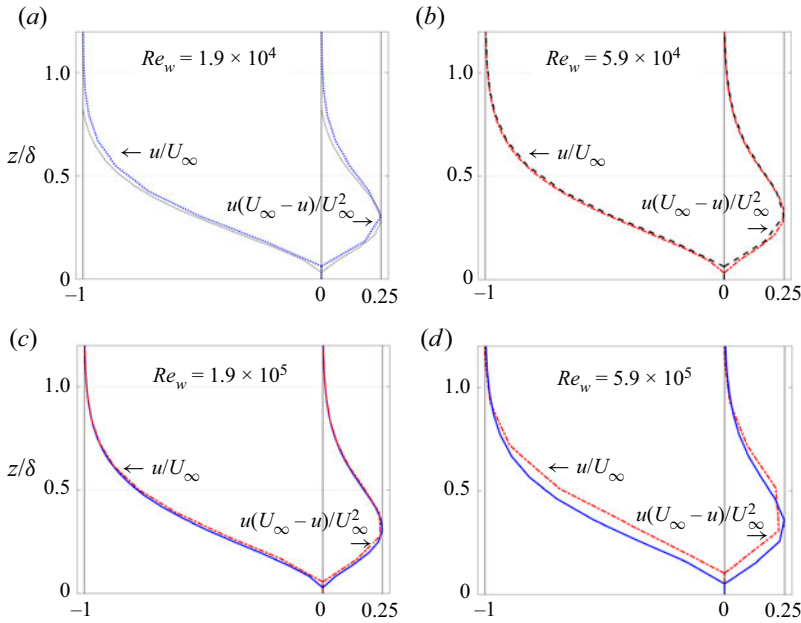 (a)
Re_w = 1.9 × 10^4
1.0
← u/U_∞
z/δ
0.5
u(U_∞ – u)/U_∞^2
→
0
–1
0
0.25
(b)
Re_w = 5.9 × 10^4
1.0
← u/U_∞
0.5
u(U_∞ – u)/U_∞^2
→
0
–1
0
0.25
(c)
Re_w = 1.9 × 10^5
1.0
← u/U_∞
z/δ
0.5
u(U_∞ – u)/U_∞^2
→
0
–1
0
0.25
(d)
Re_w = 5.9 × 10^5
1.0
← u/U_∞
0.5
u(U_∞ – u)/U_∞^2
→
0
–1
0
0.25